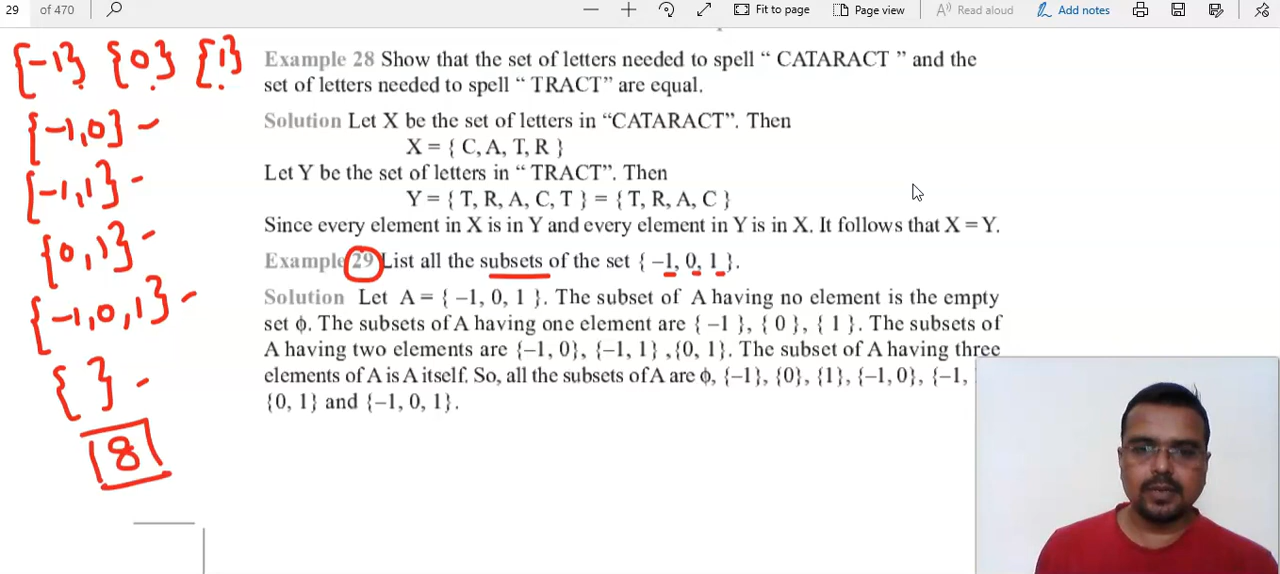 29 of 470 Fit to page Page view Read aloud Add notes
{-1} {0} {1}
{-1,0}
{-1,1}
{0,1}
{-1,0,1}
{ }
8
Example 28 Show that the set of letters needed to spell “ CATARACT ” and the
set of letters needed to spell “ TRACT” are equal.
Solution Let X be the set of letters in “CATARACT”. Then
X = { C, A, T, R }
Let Y be the set of letters in “ TRACT”. Then
Y = { T, R, A, C, T } = { T, R, A, C }
Since every element in X is in Y and every element in Y is in X. It follows that X = Y.
Example 29 List all the subsets of the set { –1, 0, 1 }.
Solution Let A = { –1, 0, 1 }. The subset of A having no element is the empty
set ϕ. The subsets of A having one element are { –1 }, { 0 }, { 1 }. The subsets of
A having two elements are {–1, 0}, {–1, 1} ,{0, 1}. The subset of A having three
elements of A is A itself. So, all the subsets of A are ϕ, {–1}, {0}, {1}, {–1, 0}, {–1,
{0, 1} and {–1, 0, 1}.